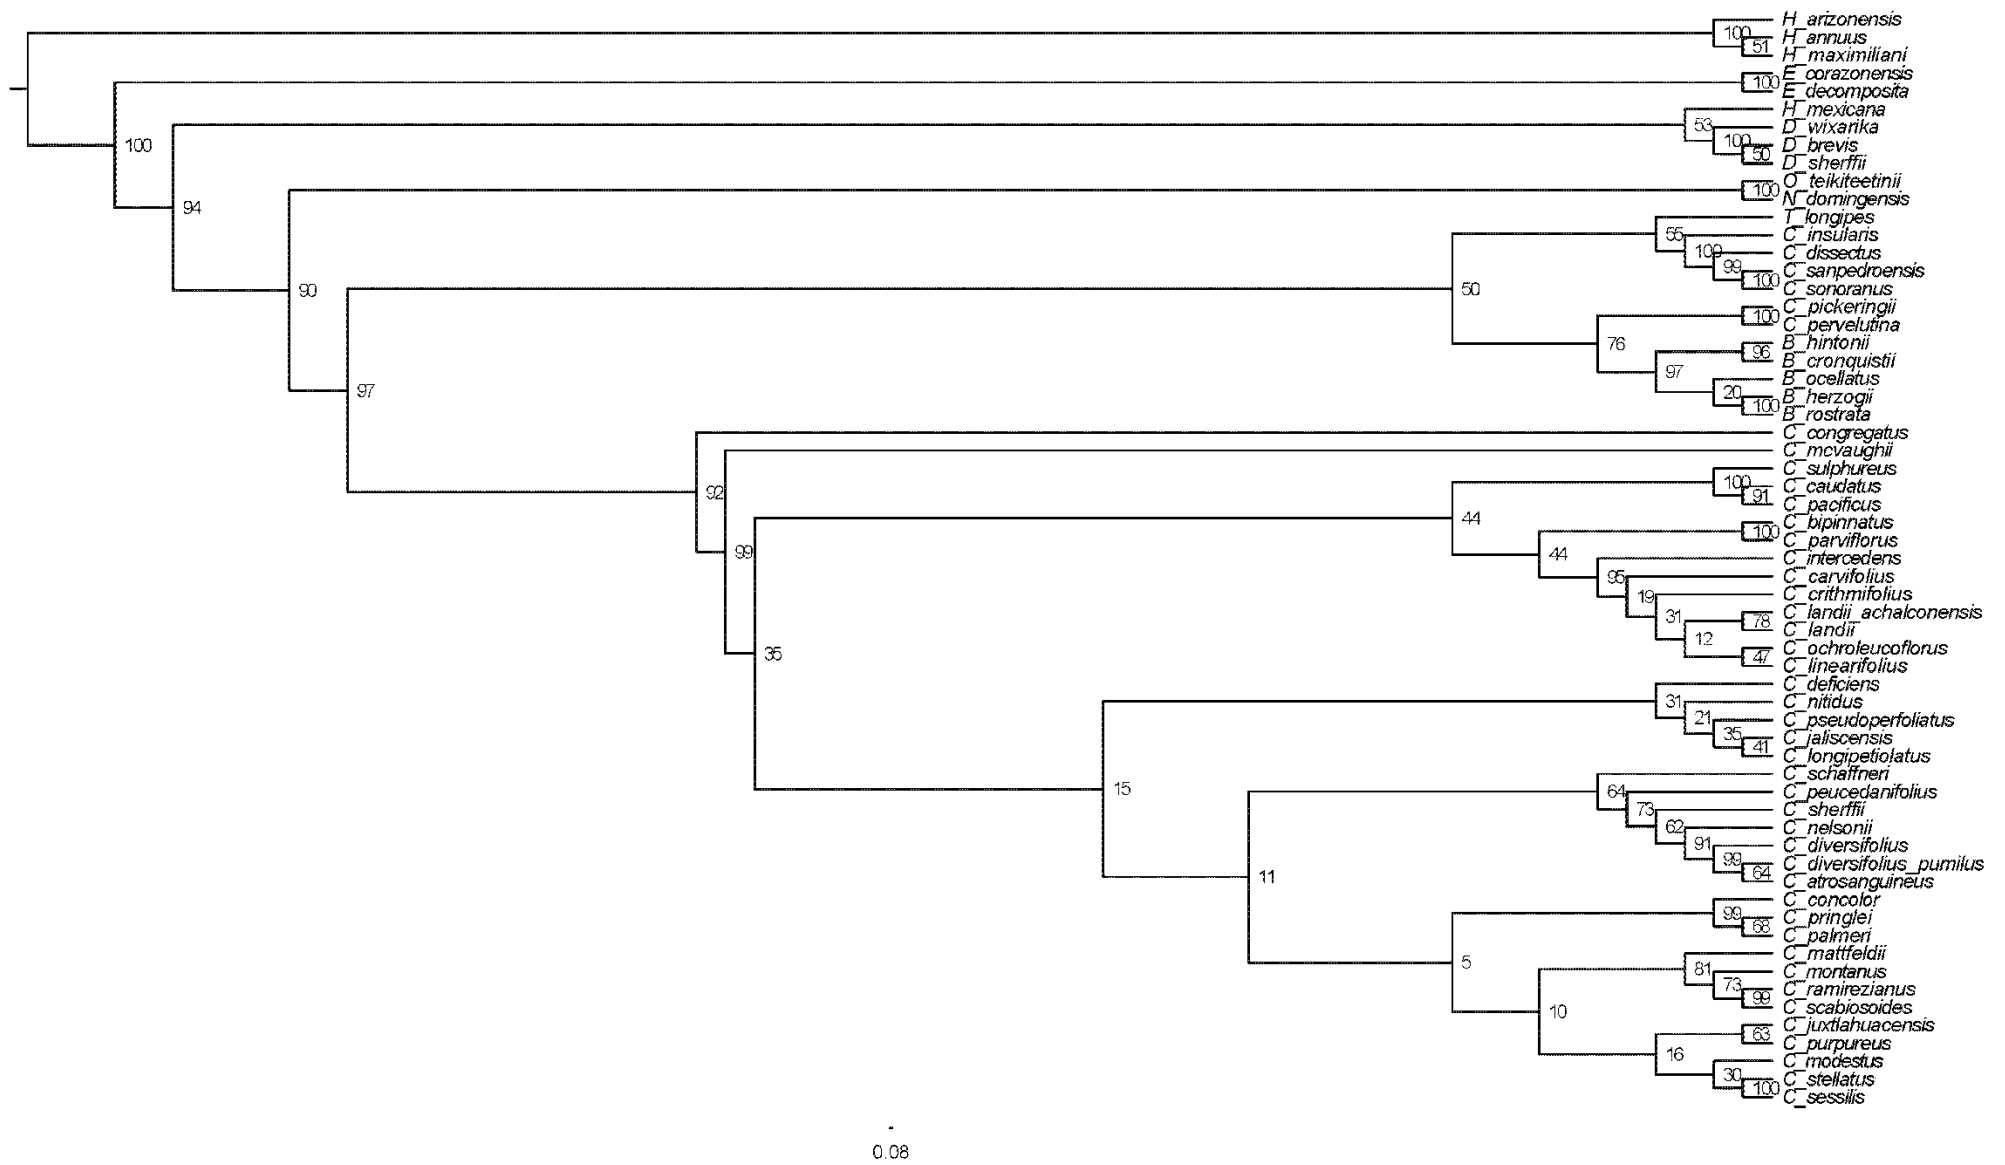 H_arizonensis
100
H_annuus
51
H_maximiliani
E_corazonensis
100
E_decomposita
H_mexicana
53
D_wixarika
100
D_brevis
100
50
D_sherffii
O_teikiteetinii
100
N_domingensis
94
T_longipes
55
C_insularis
100
C_dissectus
99
C_sanpedroensis
100
C_sonoranus
90
50
C_pickeringii
100
C_pervelutina
76
B_hintonii
96
B_cronquistii
97
B_ocellatus
97
20
B_herzogii
100
B_rostrata
C_congregatus
C_mcvaughii
C_sulphureus
100
C_caudatus
92
91
C_pacificus
44
C_bipinnatus
100
C_parviflorus
99
44
C_intercedens
95
C_carvifolius
19
C_crithmifolius
31
C_landii_achalconensis
78
C_landii
12
C_ochroleucoflorus
35
47
C_linearifolius
C_deficiens
31
C_nitidus
21
C_pseudoperfoliatus
35
C_jaliscensis
41
C_longipetiolatus
C_schaffneri
15
64
C_peucedanifolius
73
C_sherffii
62
C_nelsonii
91
C_diversifolius
99
C_diversifolius_pumilus
64
C_atrosanguineus
11
C_concolor
99
C_pringlei
68
C_palmeri
C_mattfeldii
5
81
C_montanus
73
C_ramirezianus
99
C_scabiosoides
10
C_juxtlahuacensis
63
C_purpureus
16
C_modestus
30
C_stellatus
100
C_sessilis
0.08